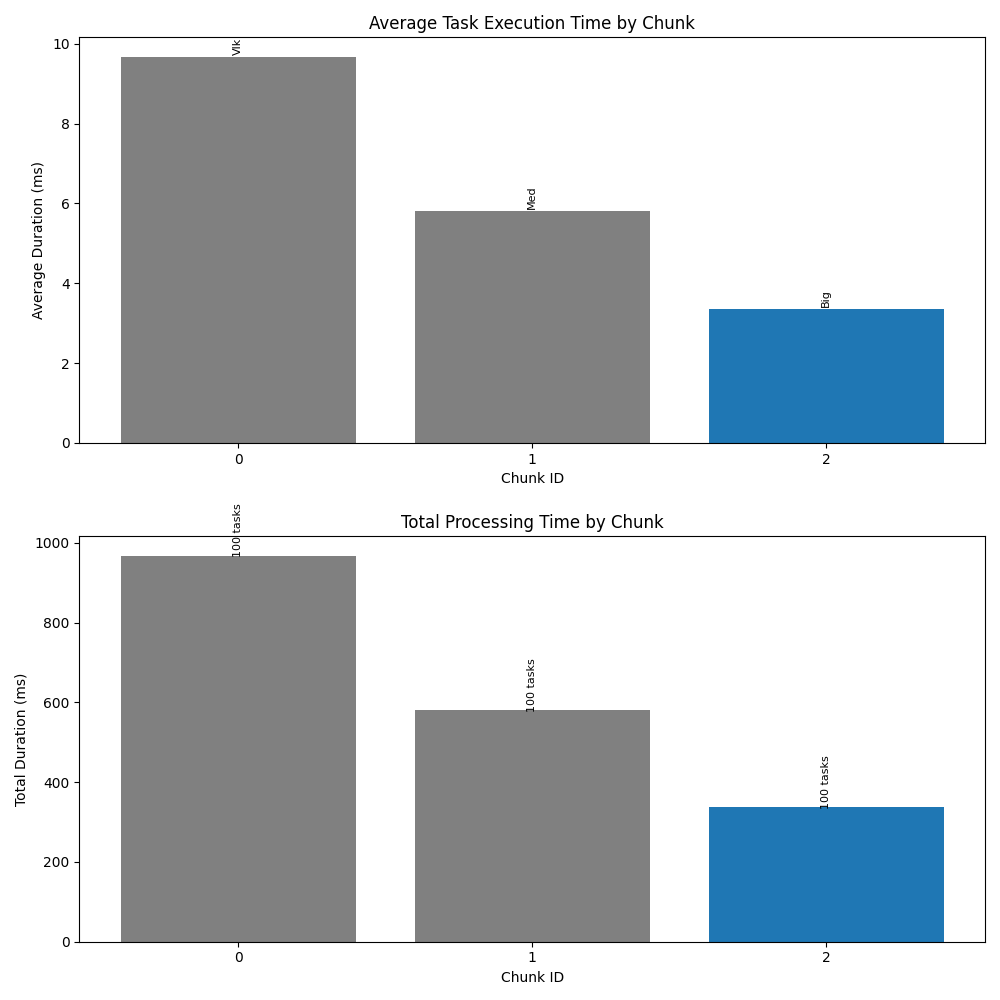 Average Task Execution Time by Chunk
Average Duration (ms)
10
8
6
4
2
0
Vlk
Med
Big
0 1 2
Chunk ID
Total Processing Time by Chunk
Total Duration (ms)
1000
800
600
400
200
0
100 tasks
100 tasks
100 tasks
0 1 2
Chunk ID